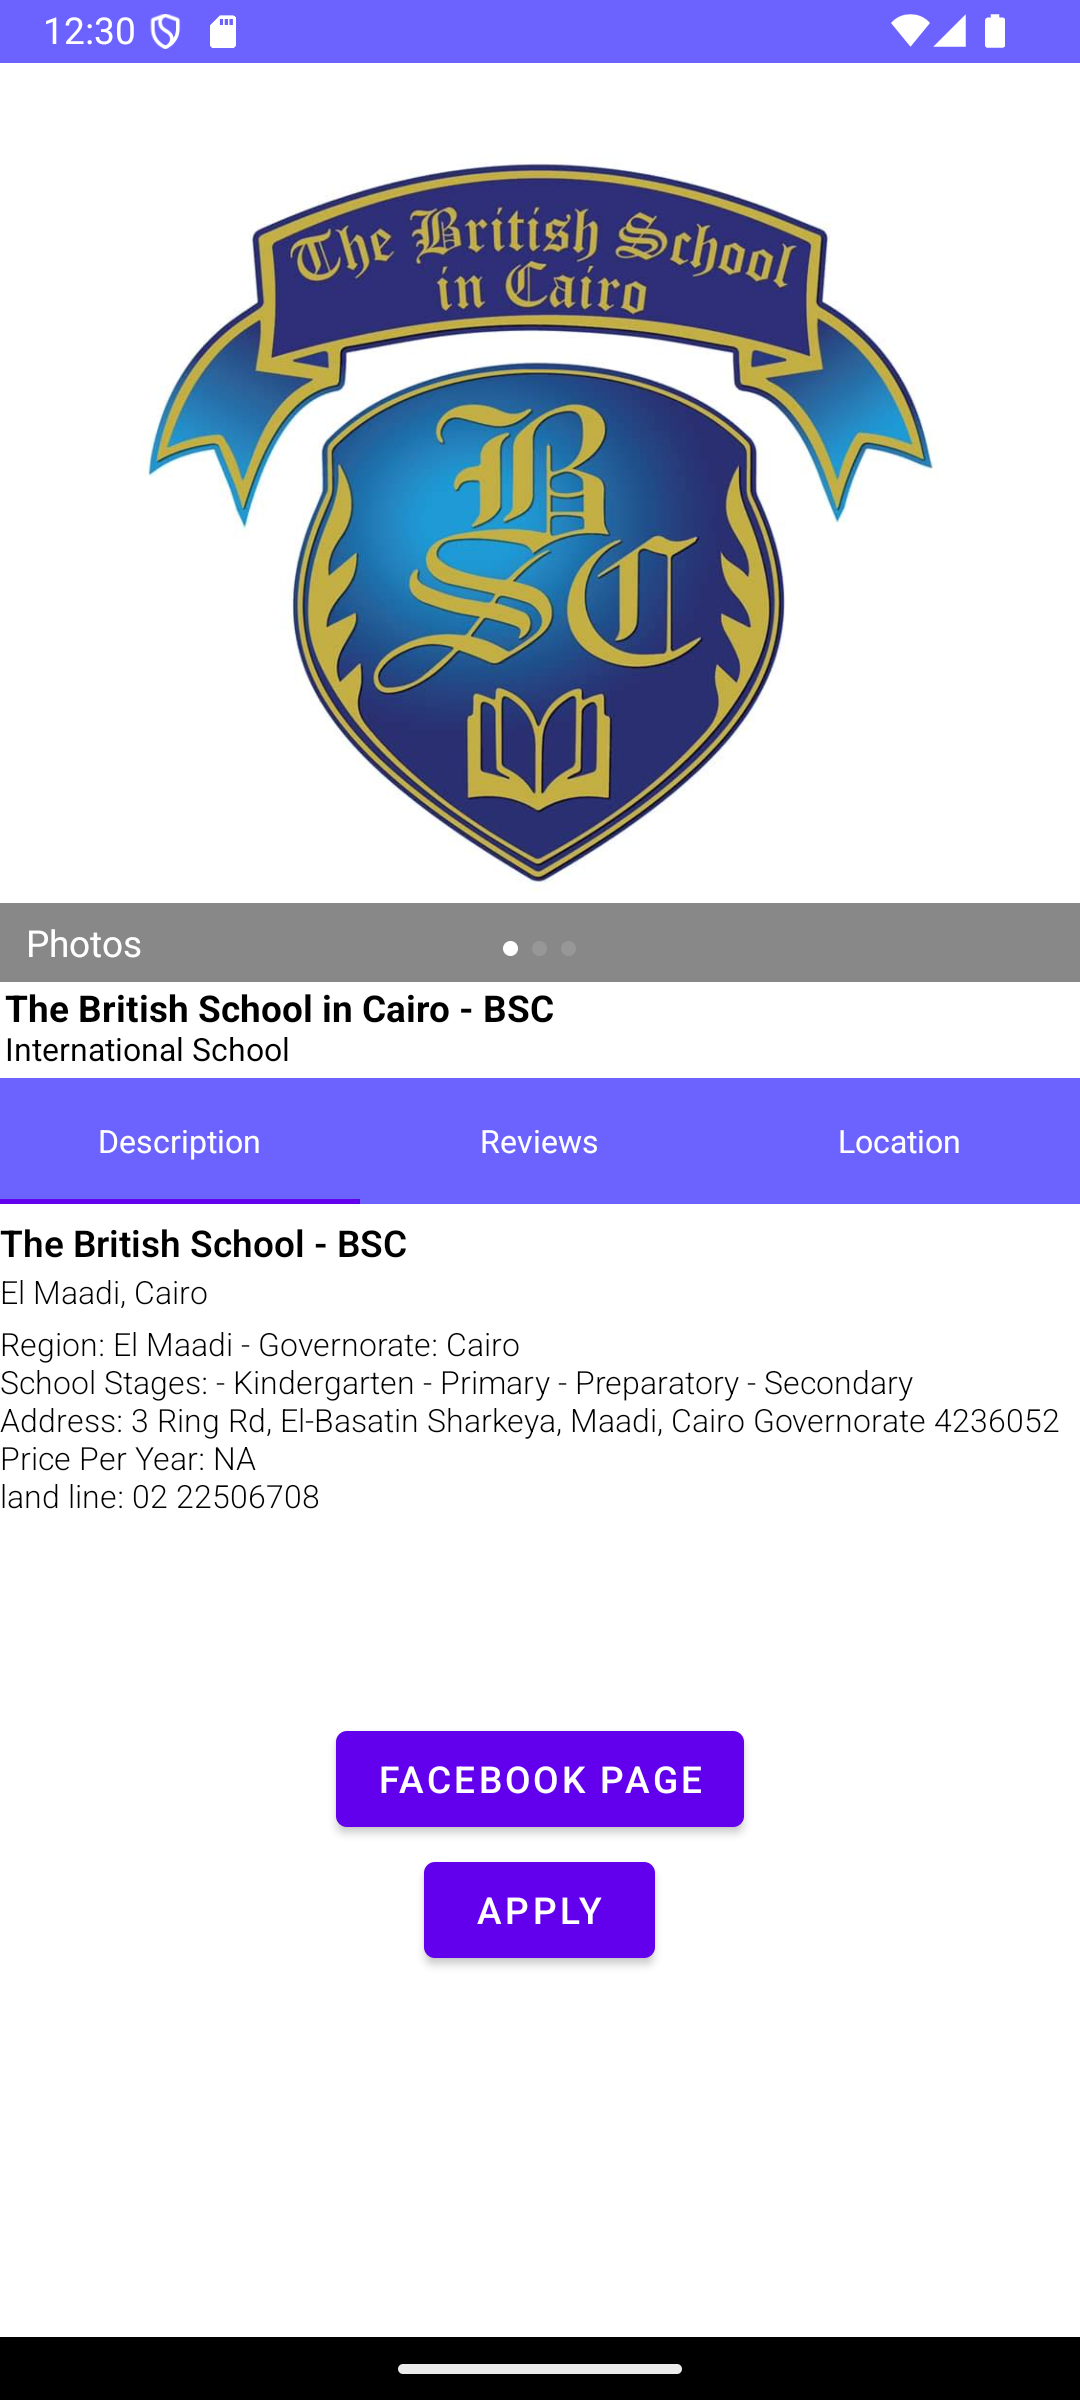 12:30
The British School
in Cairo
B
SC
Photos
The British School in Cairo - BSC
International School
Description
Reviews
Location
The British School - BSC
El Maadi, Cairo
Region: El Maadi - Governorate: Cairo
School Stages: - Kindergarten - Primary - Preparatory - Secondary
Address: 3 Ring Rd, El-Basatin Sharkeya, Maadi, Cairo Governorate 4236052
Price Per Year: NA
land line: 02 22506708
FACEBOOK PAGE
APPLY